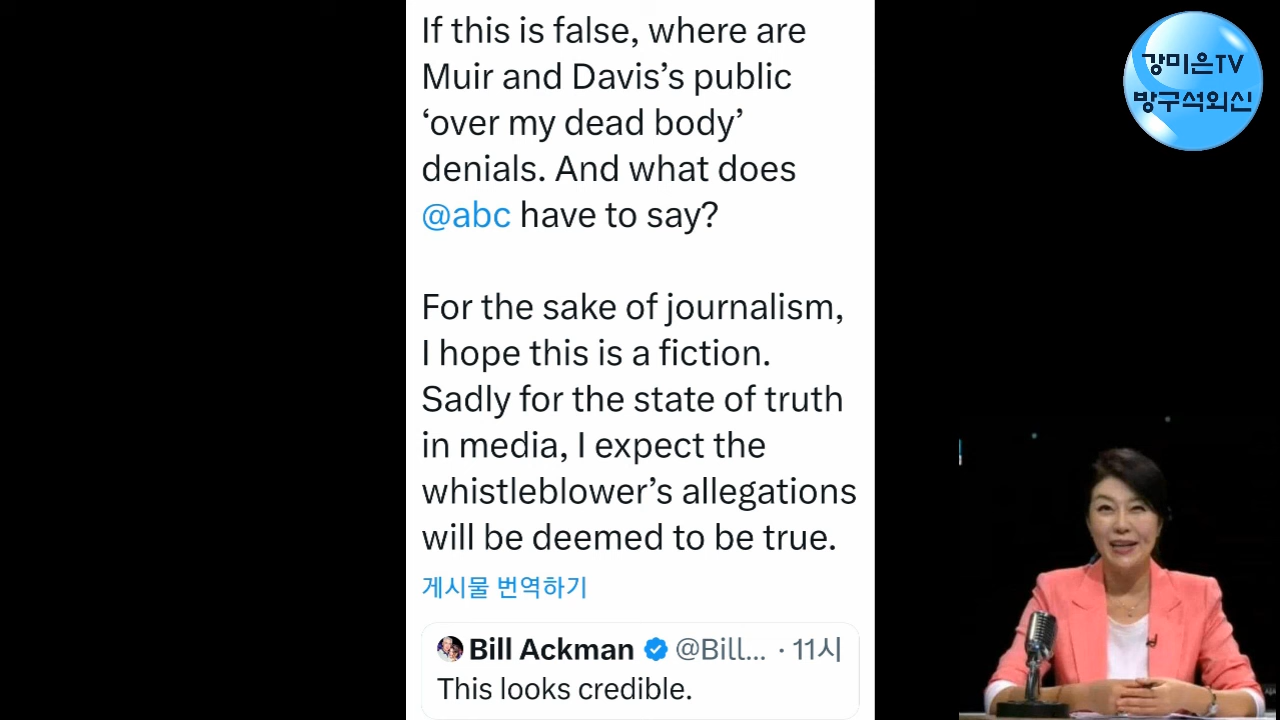 If this is false, where are
Muir and Davis’s public
‘over my dead body’
denials. And what does
@abc have to say?
For the sake of journalism,
I hope this is a fiction.
Sadly for the state of truth
in media, I expect the
whistleblower’s allegations
will be deemed to be true.
게시물 번역하기
Bill Ackman @Bill... · 11시
This looks credible.
강미은TV
방구석외신